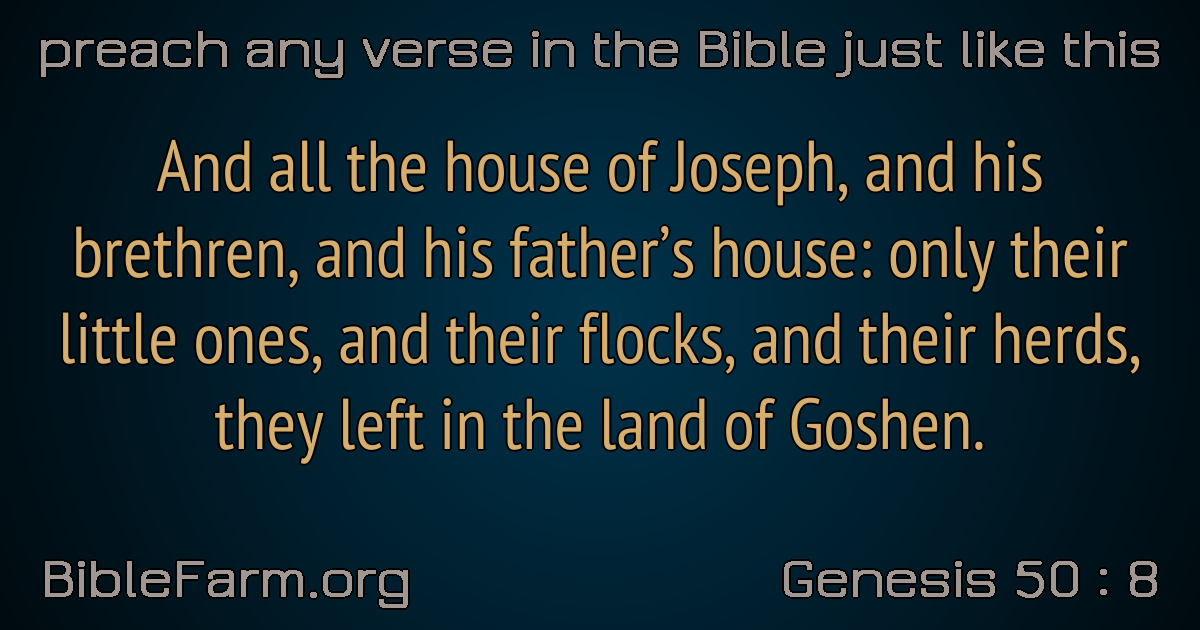 preach any verse in the Bible just like this
And all the house of Joseph, and his
brethren, and his father’s house: only their
little ones, and their flocks, and their herds,
they left in the land of Goshen.
BibleFarm.org
Genesis 50 : 8